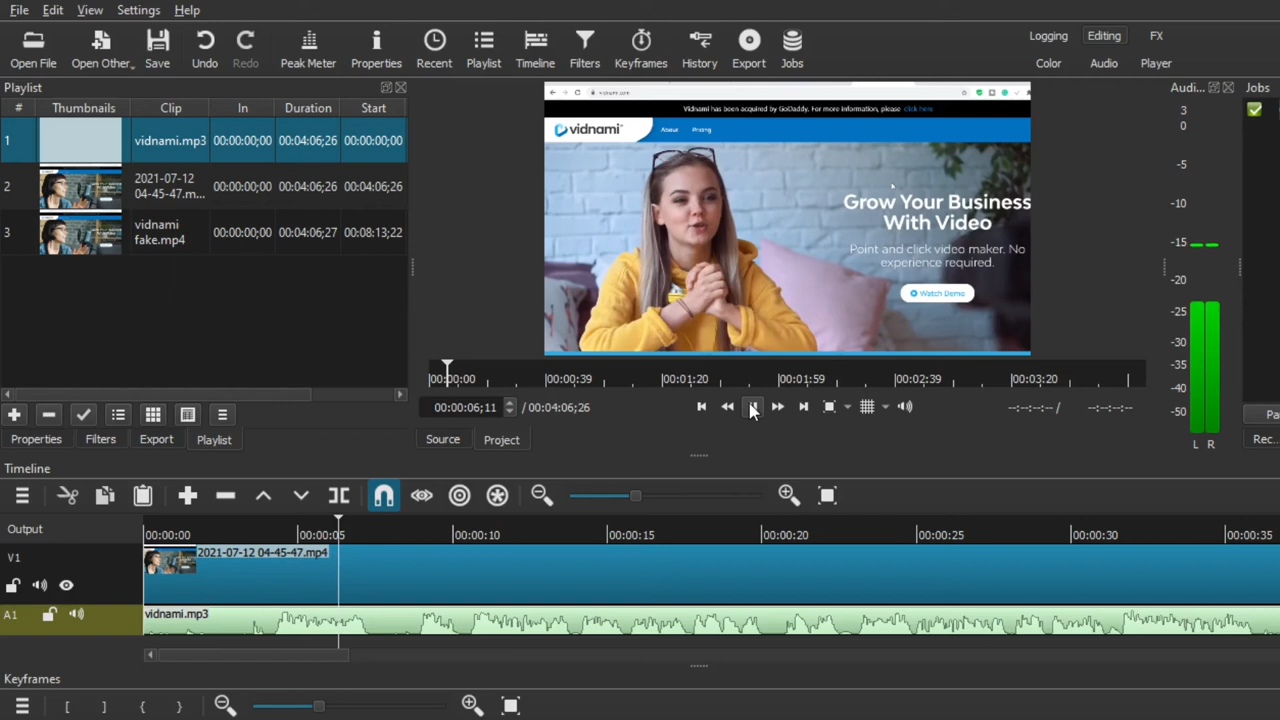 File Edit View Settings Help
Open File Open Other.. Save Undo Redo Peak Meter Properties Recent Playlist Timeline Filters Keyframes History Export Jobs
Logging Editing FX
Color Audio Player
Playlist
# Thumbnails Clip In Duration Start
1 vidnami.mp3 00:00:00;00 00:04:06;26 00:00:00;00
2 2021-07-12 04-45-47.m... 00:00:00;00 00:04:06;26 00:04:06;26
3 vidnami fake.mp4 00:00:00;00 00:04:06;27 00:08:13;22
Properties Filters Export Playlist
vidnami.com
Vidnami has been acquired by GoDaddy. For more information, please click here
vidnami About Pricing
Grow Your Business
With Video
Point and click video maker. No
experience required.
Watch Demo
00:00:00 00:00:39 00:01:20 00:01:59 00:02:39 00:03:20
00:00:06;11 / 00:04:06;26 --:--:--:-- / --:--:--:--
Source Project
Audi...
3
0
-5
-10
-15
-20
-25
-30
-35
-40
-50
L R
Jobs
Pa
Rec...
Timeline
Output 00:00:00 00:00:05 00:00:10 00:00:15 00:00:20 00:00:25 00:00:30 00:00:35
V1 2021-07-12 04-45-47.mp4
A1 vidnami.mp3
Keyframes